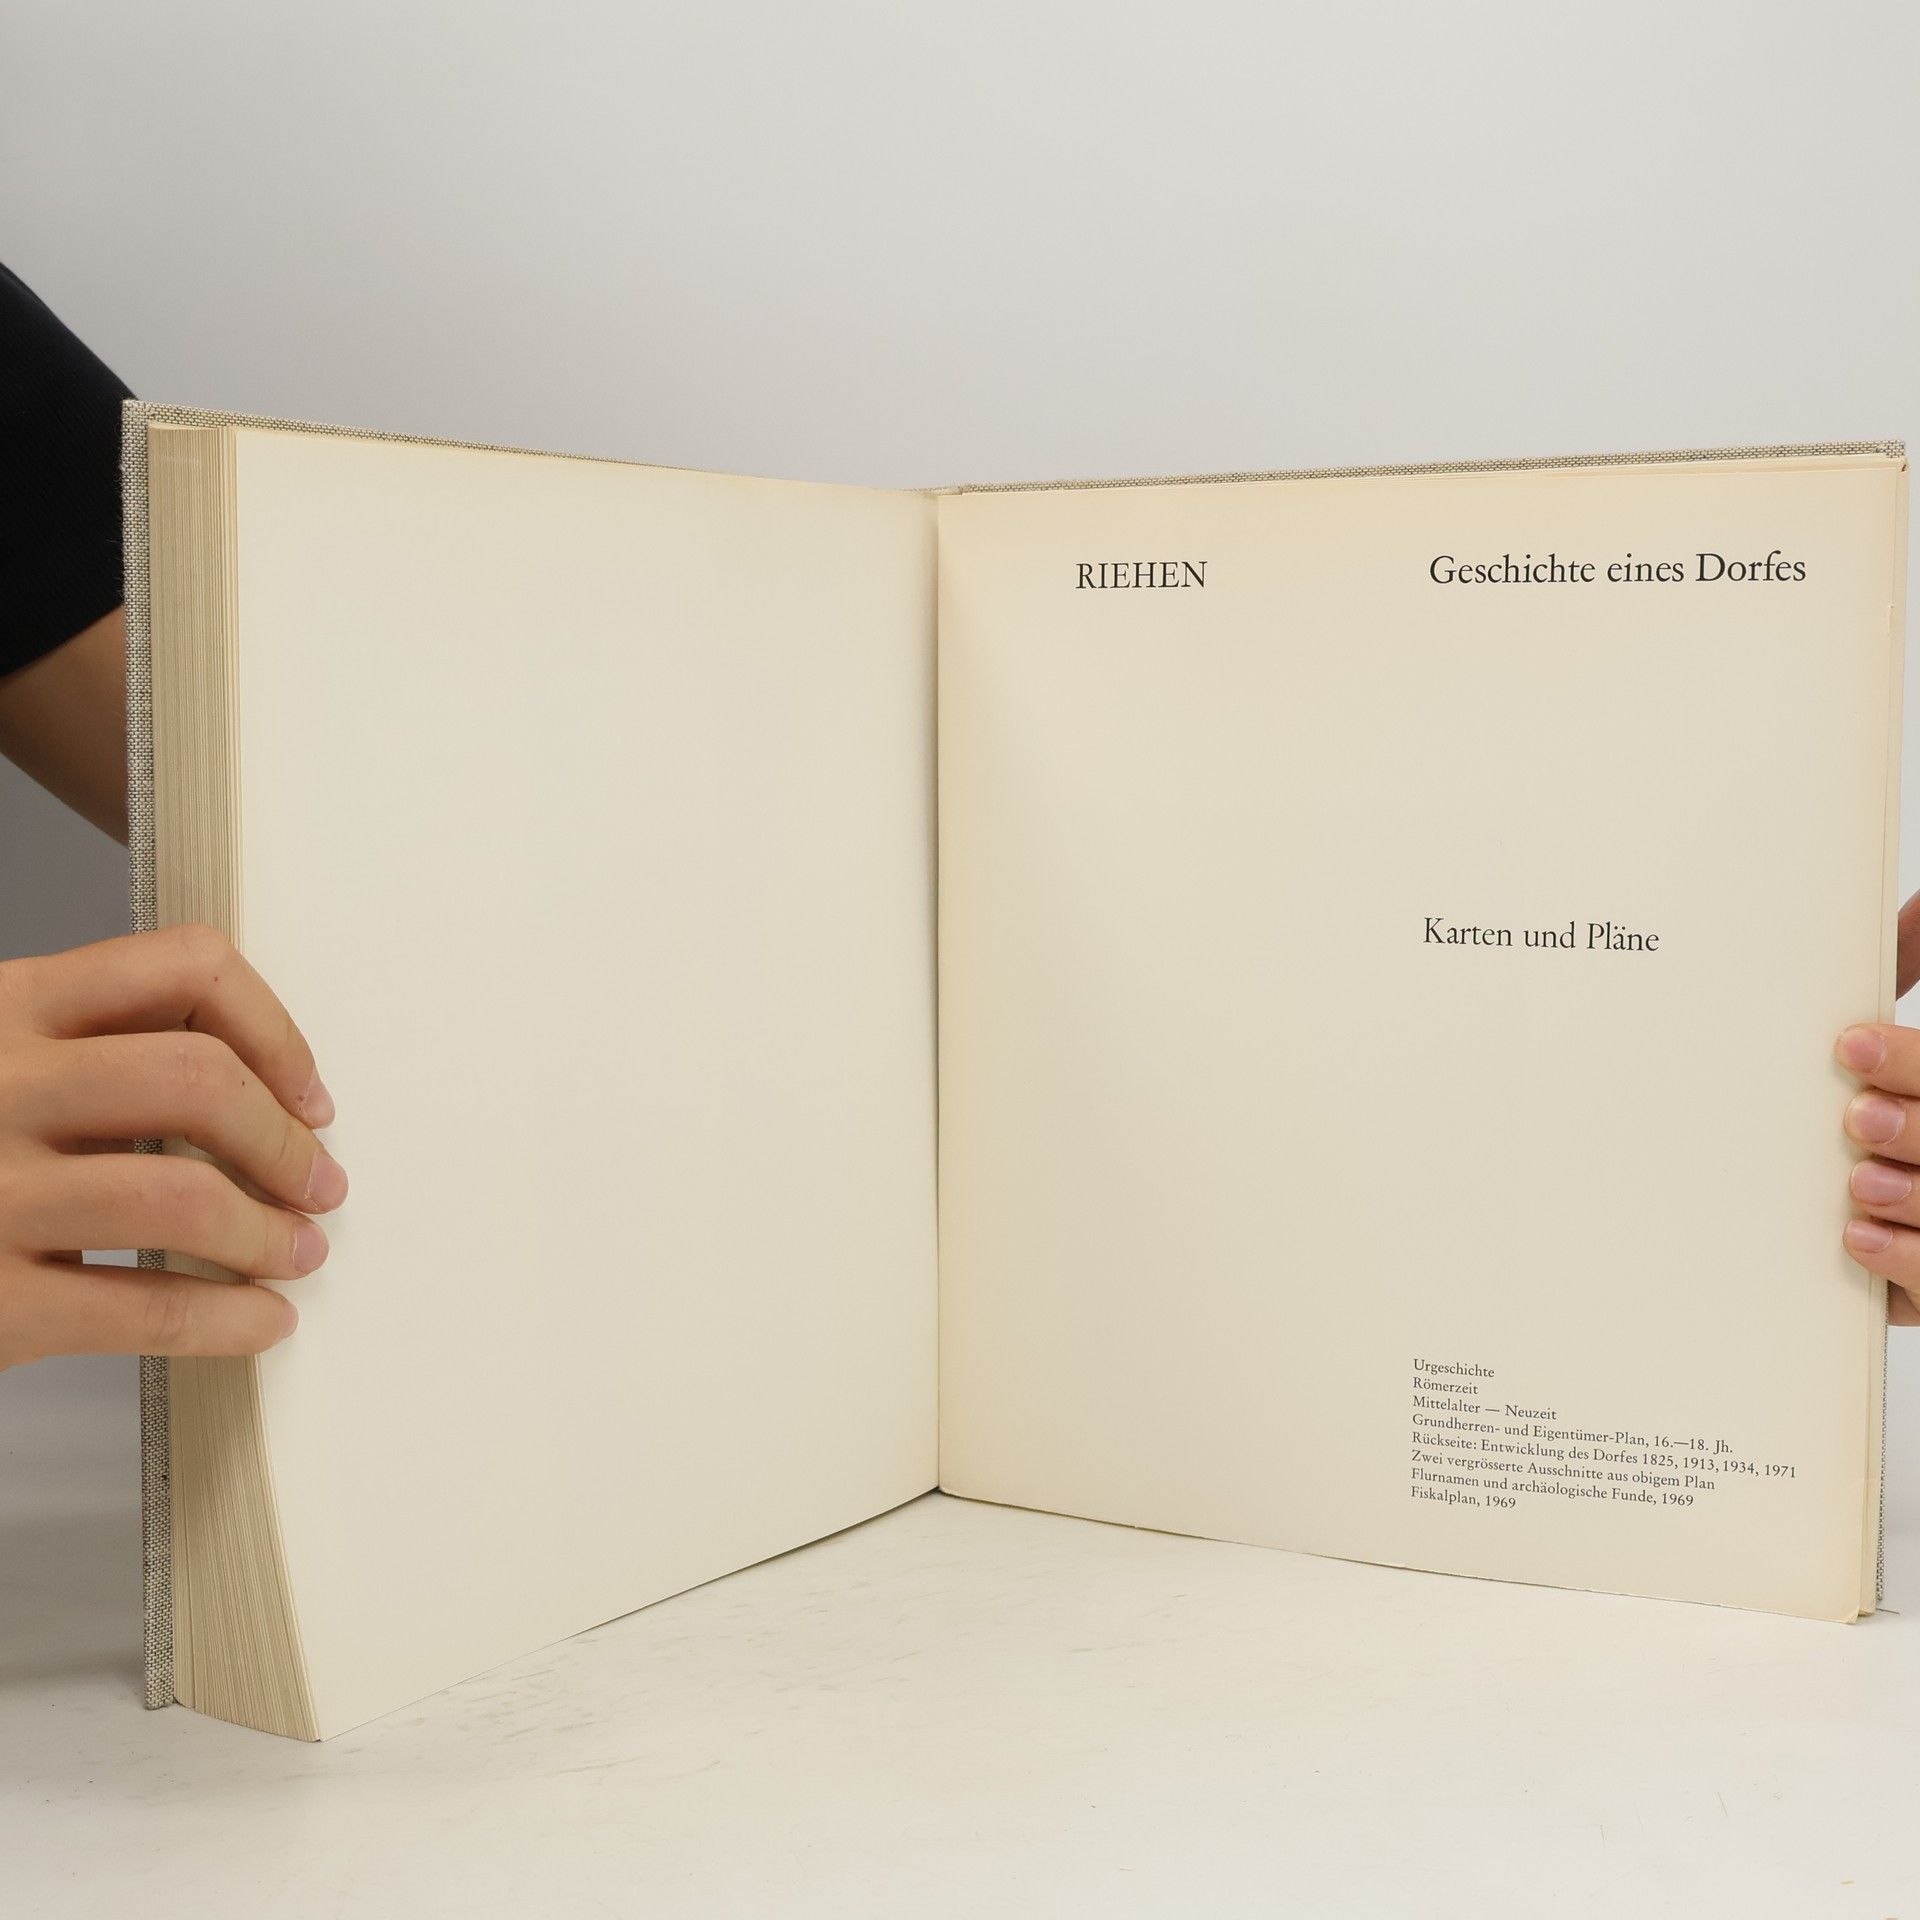 RIEHEN Geschichte eines Dorfes
Karten und Pläne
Urgeschichte
Römerzeit
Mittelalter — Neuzeit
Grundherren- und Eigentümer-Plan, 16.—18. Jh.
Rückseite: Entwicklung des Dorfes 1825, 1913, 1934, 1971
Zwei vergrösserte Ausschnitte aus obigem Plan
Flurnamen und archäologische Funde, 1969
Fiskalplan, 1969